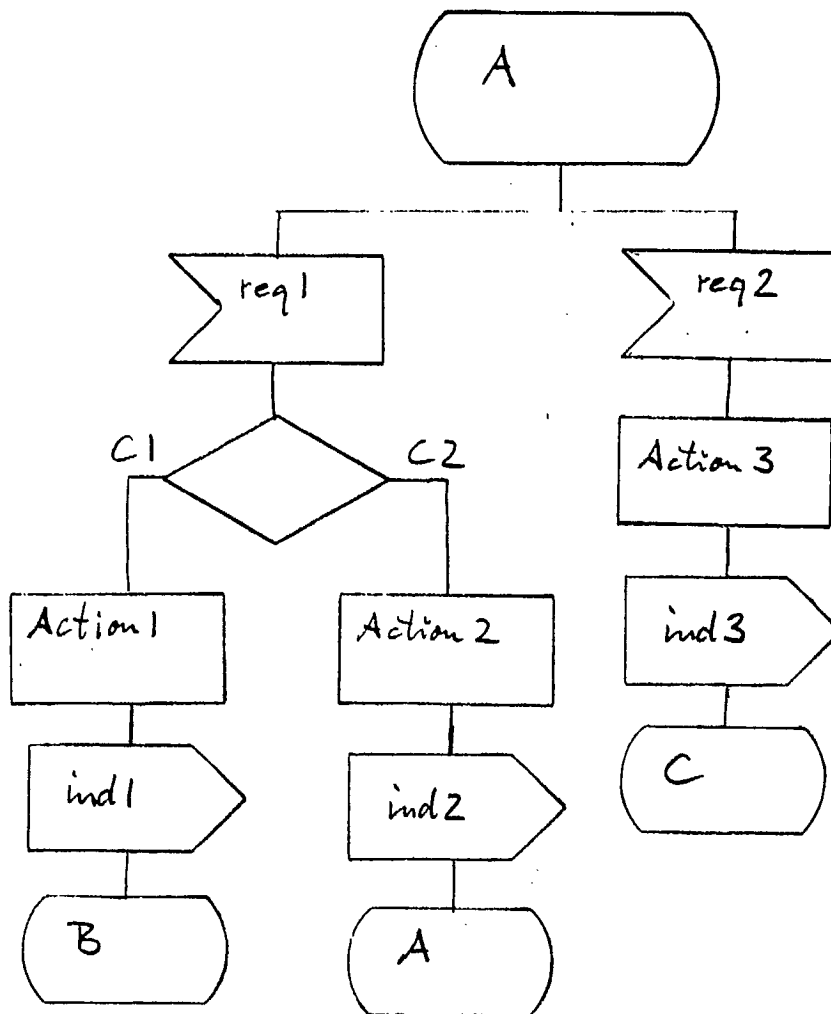 A
req1
req2
C1
C2
Action 3
Action 1
Action 2
ind3
ind1
ind2
C
B
A